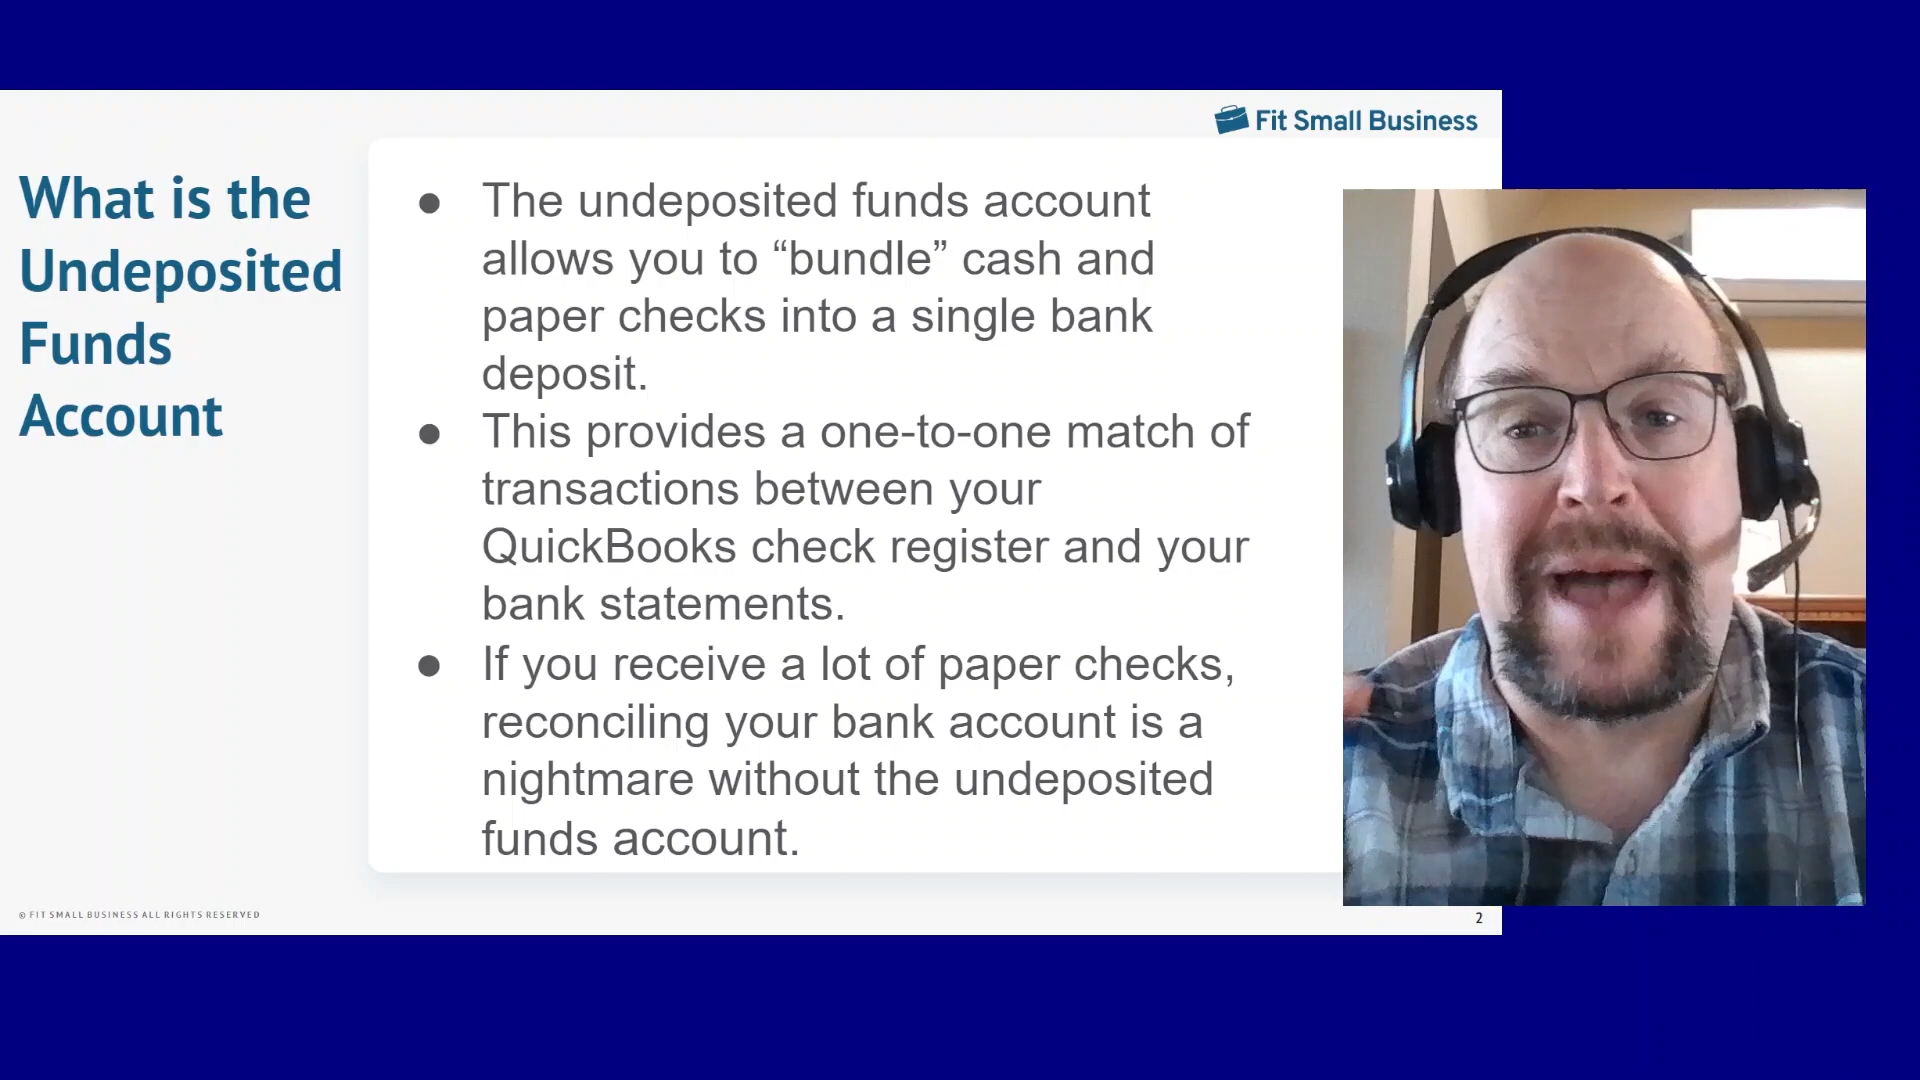 Fit Small Business
What is the
Undeposited
Funds
Account
● The undeposited funds account
allows you to “bundle” cash and
paper checks into a single bank
deposit.
● This provides a one-to-one match of
transactions between your
QuickBooks check register and your
bank statements.
● If you receive a lot of paper checks,
reconciling your bank account is a
nightmare without the undeposited
funds account.
© FIT SMALL BUSINESS ALL RIGHTS RESERVED
2